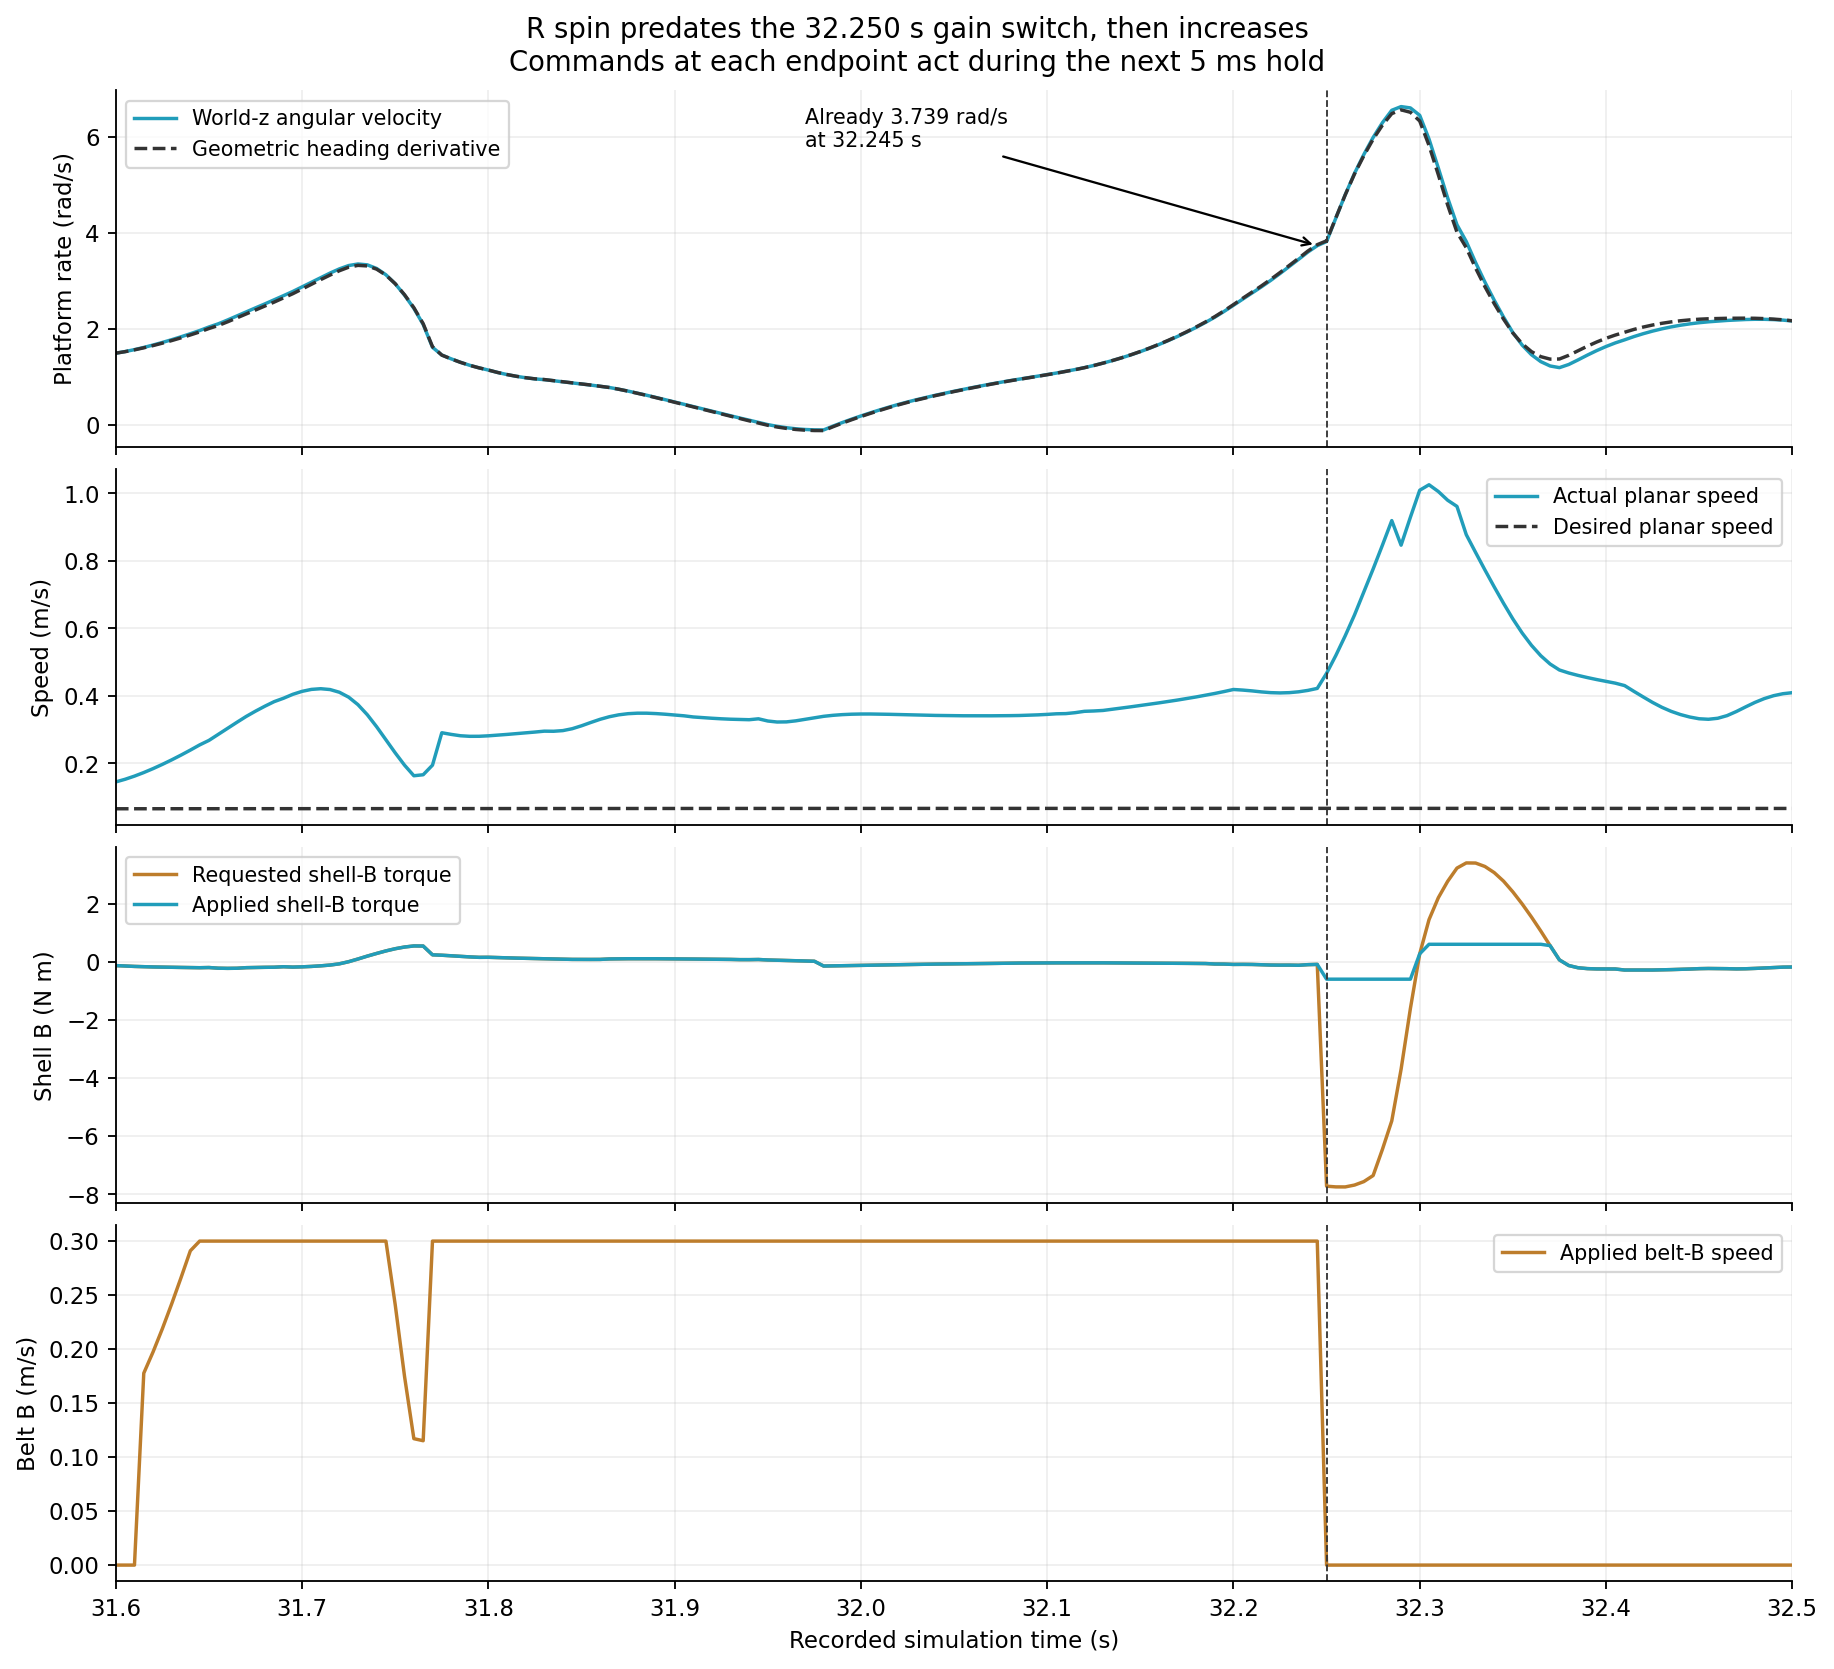 R spin predates the 32.250 s gain switch, then increases
Commands at each endpoint act during the next 5 ms hold
World-z angular velocity
Geometric heading derivative
Already 3.739 rad/s
at 32.245 s
Platform rate (rad/s)
6
4
2
0
Actual planar speed
Desired planar speed
Speed (m/s)
1.0
0.8
0.6
0.4
0.2
Requested shell-B torque
Applied shell-B torque
Shell B (N m)
2
0
−2
−4
−6
−8
Applied belt-B speed
Belt B (m/s)
0.30
0.25
0.20
0.15
0.10
0.05
0.00
31.6 31.7 31.8 31.9 32.0 32.1 32.2 32.3 32.4 32.5
Recorded simulation time (s)